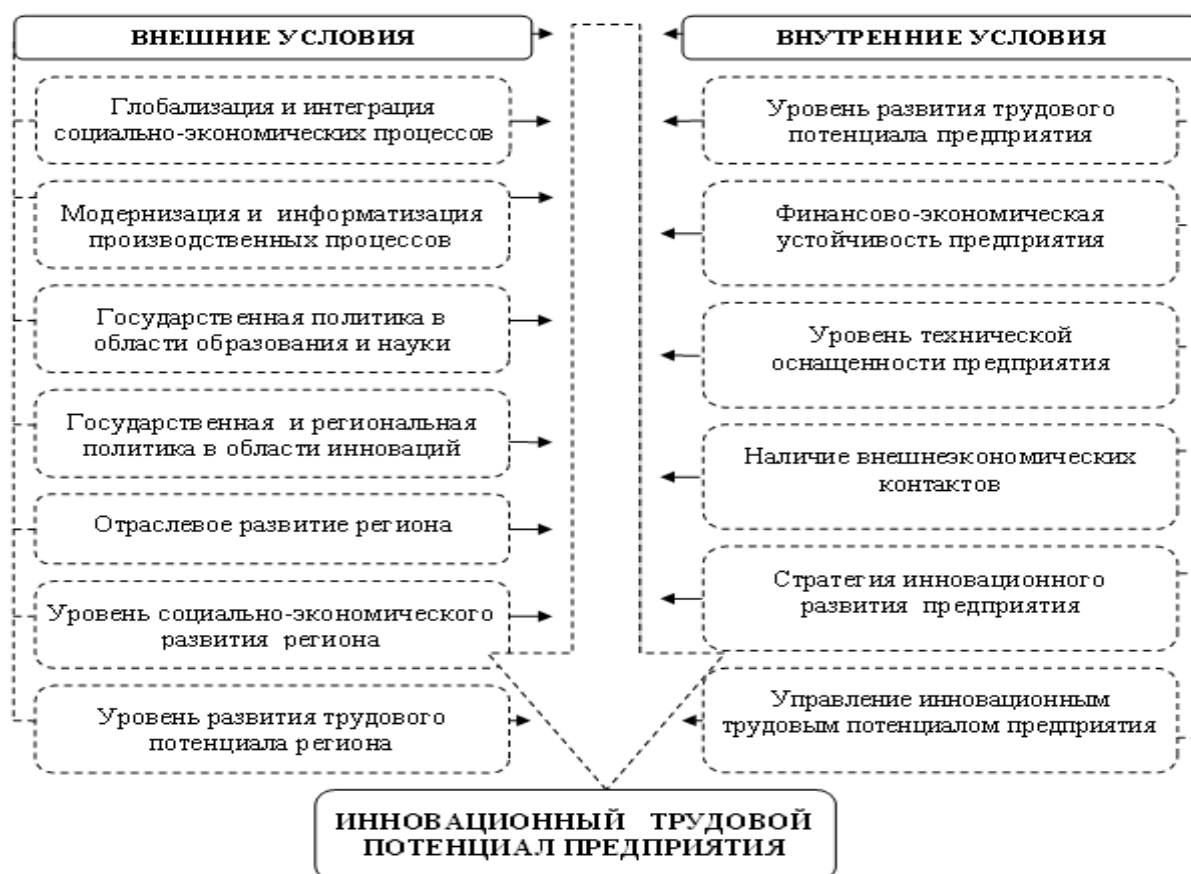 ВНЕШНИЕ УСЛОВИЯ
Глобализация и интеграция
социально-экономических процессов
Модернизация и информатизация
производственных процессов
Государственная политика в
области образования и науки
Государственная и региональная
политика в области инноваций
Отраслевое развитие региона
Уровень социально-экономического
развития региона
Уровень развития трудового
потенциала региона
ВНУТРЕННИЕ УСЛОВИЯ
Уровень развития трудового
потенциала предприятия
Финансово-экономическая
устойчивость предприятия
Уровень технической
оснащенности предприятия
Наличие внешнеэкономических
контактов
Стратегия инновационного
развития предприятия
Управление инновационным
трудовым потенциалом предприятия
ИННОВАЦИОННЫЙ ТРУДОВОЙ
ПОТЕНЦИАЛ ПРЕДПРИЯТИЯ